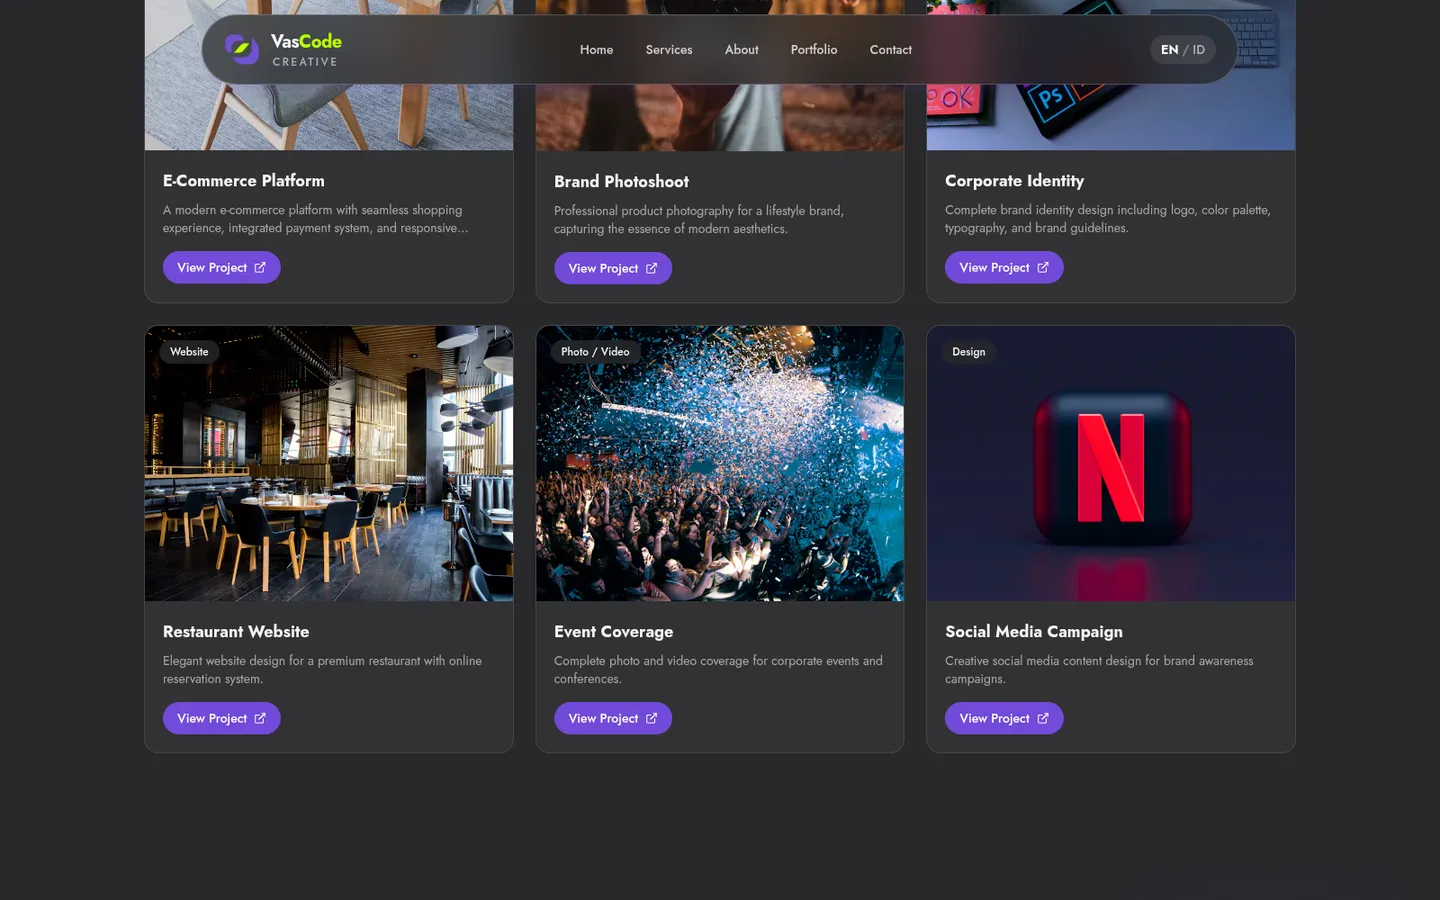 VasCode
CREATIVE
Home
Services
About
Portfolio
Contact
EN / ID
OK
Ps
E-Commerce Platform
A modern e-commerce platform with seamless shopping
experience, integrated payment system, and responsive...
View Project
Brand Photoshoot
Professional product photography for a lifestyle brand,
capturing the essence of modern aesthetics.
View Project
Corporate Identity
Complete brand identity design including logo, color palette,
typography, and brand guidelines.
View Project
Website
Restaurant Website
Elegant website design for a premium restaurant with online
reservation system.
View Project
Photo / Video
Event Coverage
Complete photo and video coverage for corporate events and
conferences.
View Project
Design
N
Social Media Campaign
Creative social media content design for brand awareness
campaigns.
View Project